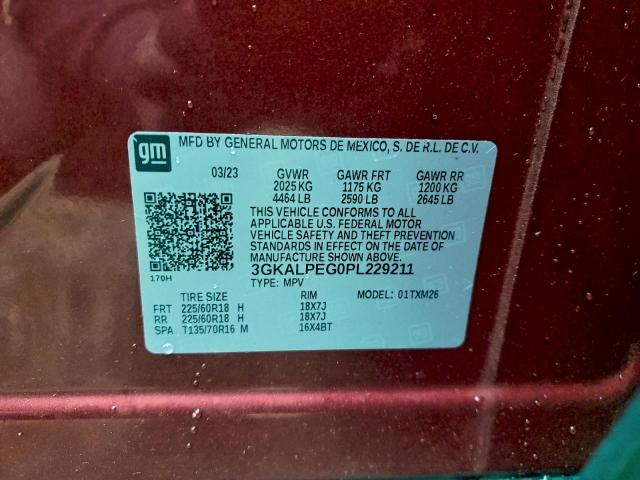 gm MFD BY GENERAL MOTORS DE MEXICO, S. DE R.L. DE C.V.
03/23 GVWR GAWR FRT GAWR RR
2025 KG 1175 KG 1200 KG
4464 LB 2590 LB 2645 LB
THIS VEHICLE CONFORMS TO ALL
APPLICABLE U.S. FEDERAL MOTOR
VEHICLE SAFETY AND THEFT PREVENTION
STANDARDS IN EFFECT ON THE DATE OF
MANUFACTURE SHOWN ABOVE.
170H 3GKALPEG0PL229211
TYPE: MPV
TIRE SIZE RIM MODEL: 01TXM26
FRT 225/60R18 H 18X7J
RR 225/60R18 H 18X7J
SPA T135/70R16 M 16X4BT